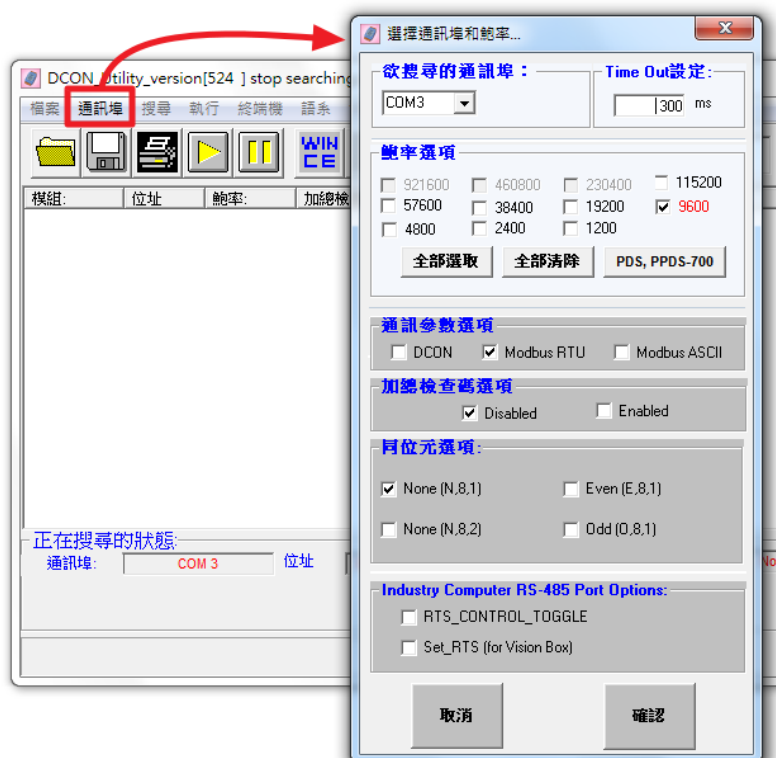 選擇通訊埠和鮑率...
DCON_Utility_version[524 ] stop searching
檔案 通訊埠 搜尋 執行 終端機 語系
WIN
CE
模組: 位址 鮑率: 加總檢
正在搜尋的狀態:
通訊埠: COM 3 位址
欲搜尋的通訊埠：
COM3
Time Out設定:
300 ms
鮑率選項
921600 460800 230400 115200
57600 38400 19200 9600
4800 2400 1200
全部選取 全部清除 PDS, PPDS-700
通訊參數選項
DCON Modbus RTU Modbus ASCII
加總檢查碼選項
Disabled Enabled
同位元選項:
None (N,8,1) Even (E,8,1)
None (N,8,2) Odd (O,8,1)
Industry Computer RS-485 Port Options:
RTS_CONTROL_TOGGLE
Set_RTS (for Vision Box)
取消 確認
No